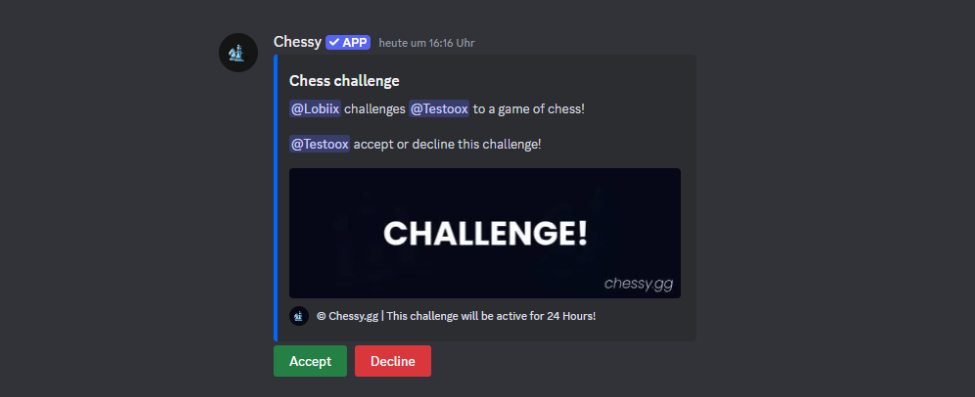 Chessy ✓ APP heute um 16:16 Uhr
Chess challenge
@Lobiix challenges @Testoox to a game of chess!
@Testoox accept or decline this challenge!
CHALLENGE!
chessy.gg
© Chessy.gg | This challenge will be active for 24 Hours!
Accept Decline